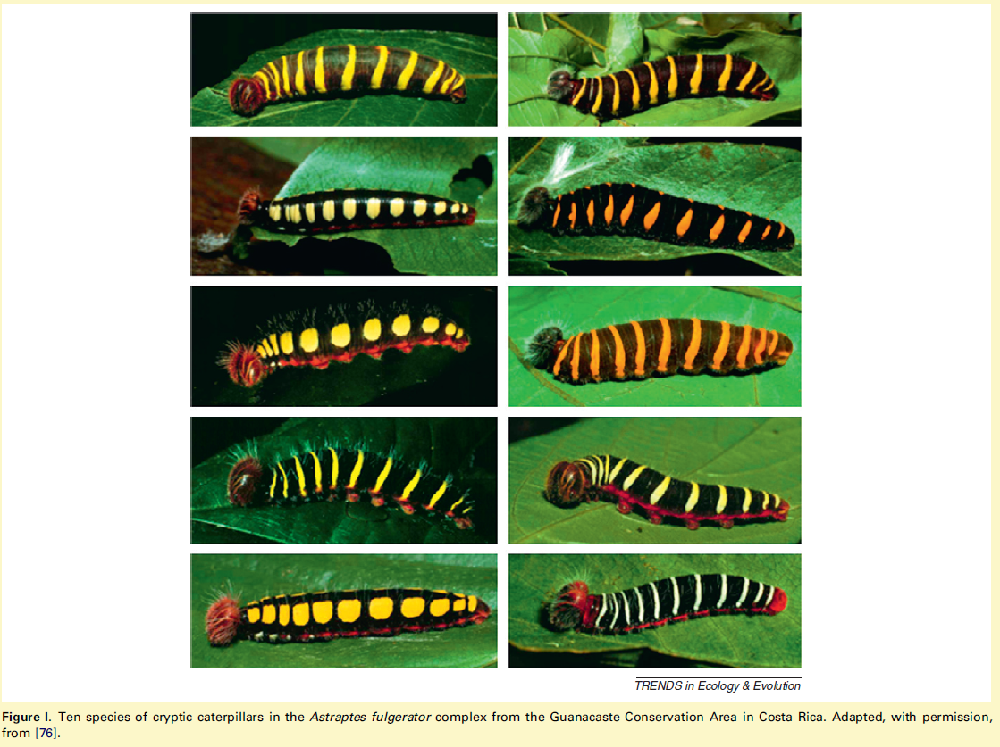 TRENDS in Ecology & Evolution
Figure I. Ten species of cryptic caterpillars in the Astraptes fulgerator complex from the Guanacaste Conservation Area in Costa Rica. Adapted, with permission,
from [76].